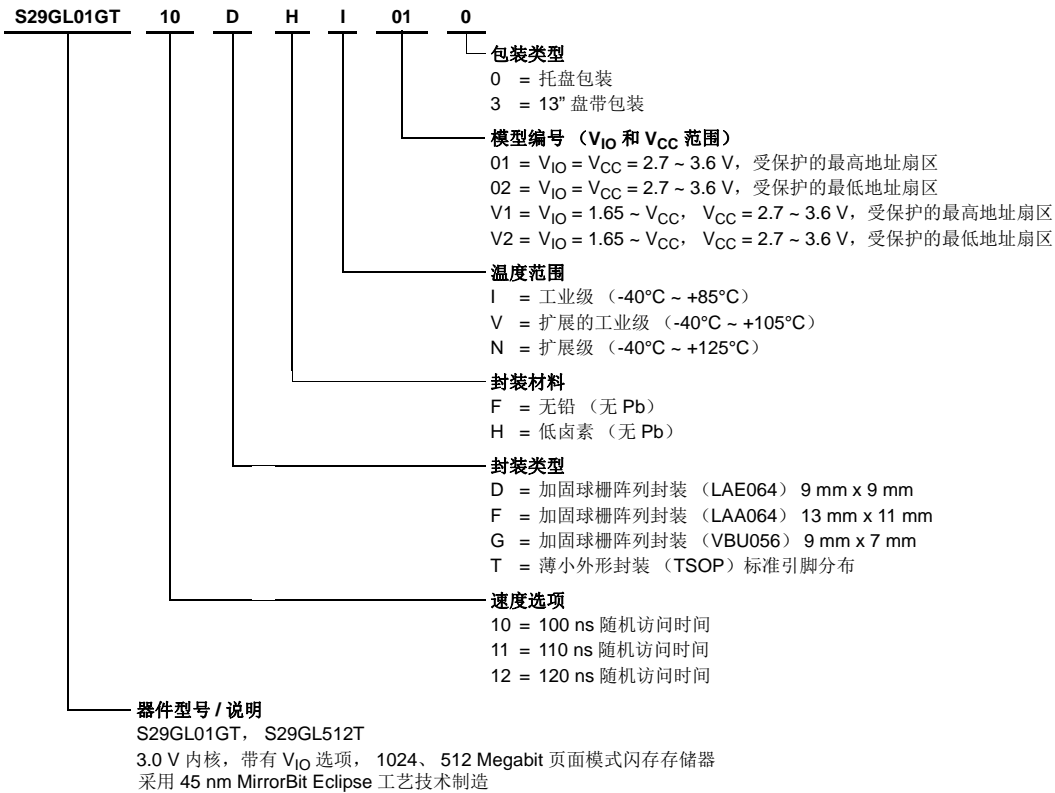 S29GL01GT 10 D H I 01 0
包装类型
0 = 托盘包装
3 = 13” 盘带包装
模型编号 （VIO 和 VCC 范围）
01 = VIO = VCC = 2.7 ~ 3.6 V，受保护的最高地址扇区
02 = VIO = VCC = 2.7 ~ 3.6 V，受保护的最低地址扇区
V1 = VIO = 1.65 ~ VCC， VCC = 2.7 ~ 3.6 V，受保护的最高地址扇区
V2 = VIO = 1.65 ~ VCC， VCC = 2.7 ~ 3.6 V，受保护的最低地址扇区
温度范围
I = 工业级 （-40°C ~ +85°C）
V = 扩展的工业级 （-40°C ~ +105°C）
N = 扩展级 （-40°C ~ +125°C）
封装材料
F = 无铅 （无 Pb）
H = 低卤素 （无 Pb）
封装类型
D = 加固球栅阵列封装 （LAE064） 9 mm x 9 mm
F = 加固球栅阵列封装 （LAA064） 13 mm x 11 mm
G = 加固球栅阵列封装 （VBU056） 9 mm x 7 mm
T = 薄小外形封装 （TSOP）标准引脚分布
速度选项
10 = 100 ns 随机访问时间
11 = 110 ns 随机访问时间
12 = 120 ns 随机访问时间
器件型号 / 说明
S29GL01GT， S29GL512T
3.0 V 内核，带有 VIO 选项， 1024、 512 Megabit 页面模式闪存存储器
采用 45 nm MirrorBit Eclipse 工艺技术制造